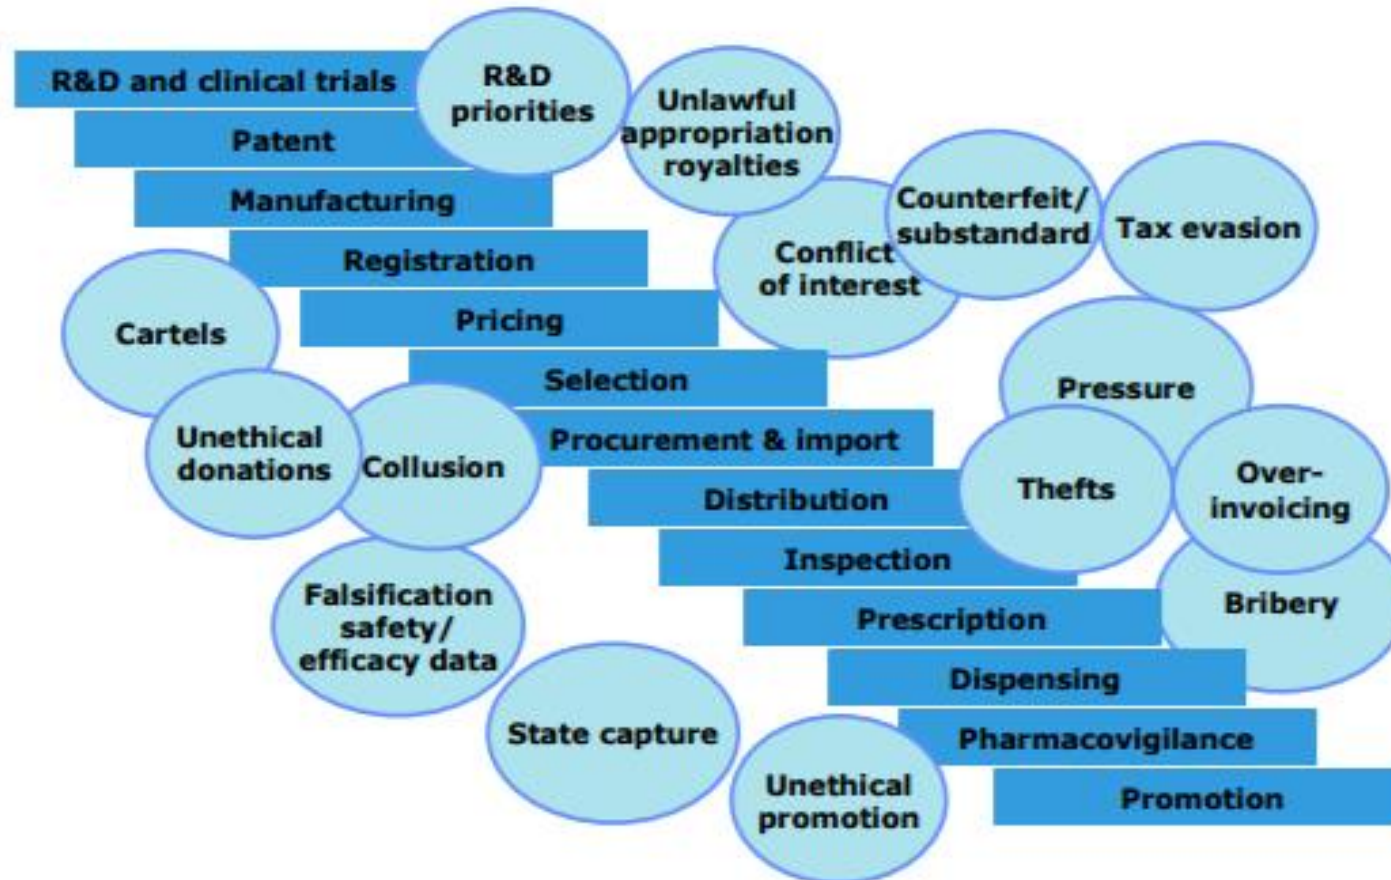 R&D and clinical trials
R&D
priorities
Unlawful
appropriation
royalties
Patent
Manufacturing
Counterfeit/
substandard
Tax evasion
Registration
Conflict
of interest
Cartels
Pricing
Selection
Pressure
Unethical
donations
Collusion
Procurement & import
Distribution
Thefts
Over-
invoicing
Inspection
Falsification
safety/
efficacy data
Prescription
Bribery
Dispensing
State capture
Pharmacovigilance
Unethical
promotion
Promotion